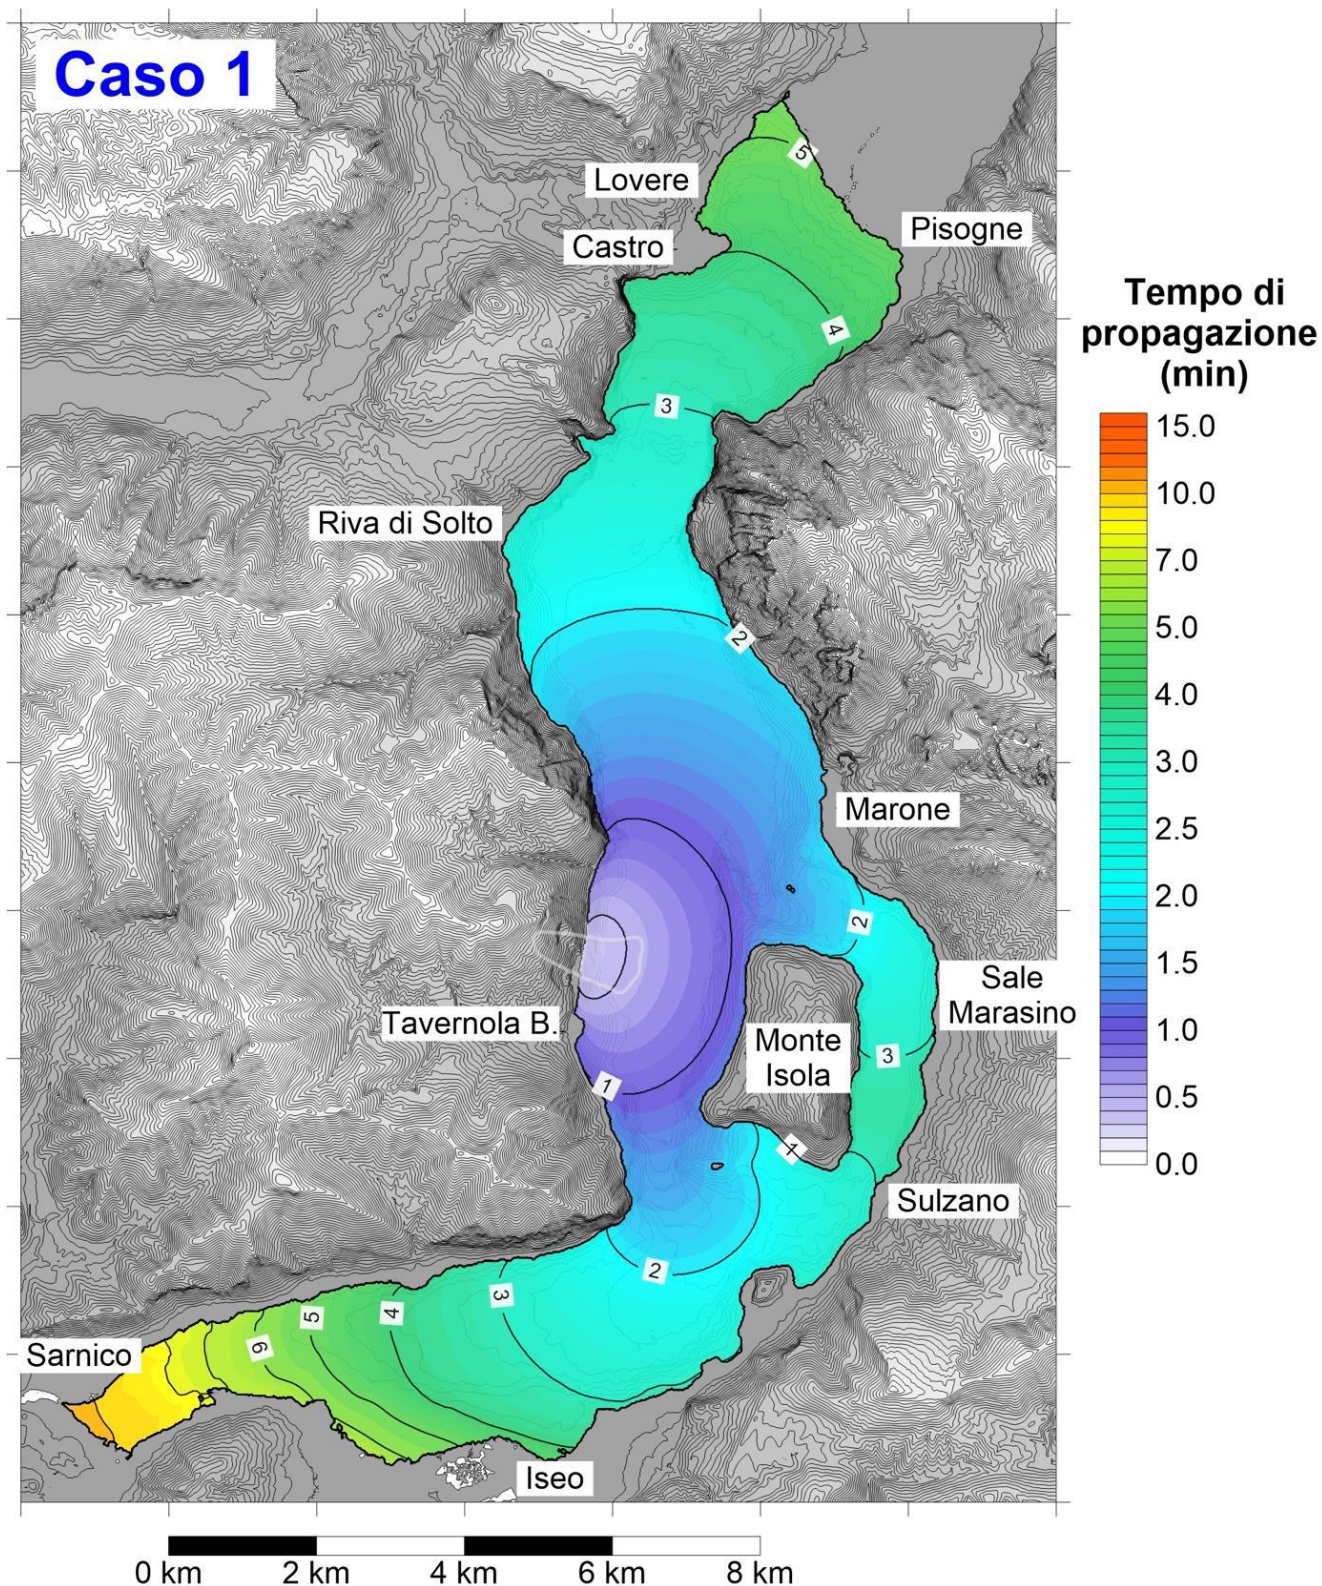 Caso 1
5
Lovere
Pisogne
Castro
4
3
Riva di Solto
2
Marone
2
Sale
Marasino
Tavernola B.
Monte
Isola
3
1
1
Sulzano
2
3
4
5
6
Sarnico
Iseo
Tempo di
propagazione
(min)
15.0
10.0
7.0
5.0
4.0
3.0
2.5
2.0
1.5
1.0
0.5
0.0
0 km 2 km 4 km 6 km 8 km